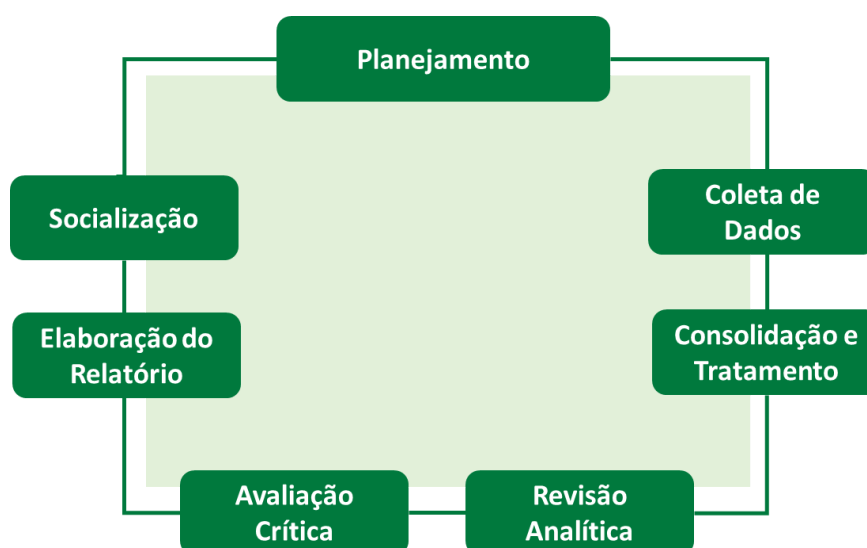 Planejamento
Socialização
Coleta de
Dados
Elaboração do
Relatório
Consolidação e
Tratamento
Avaliação
Crítica
Revisão
Analítica